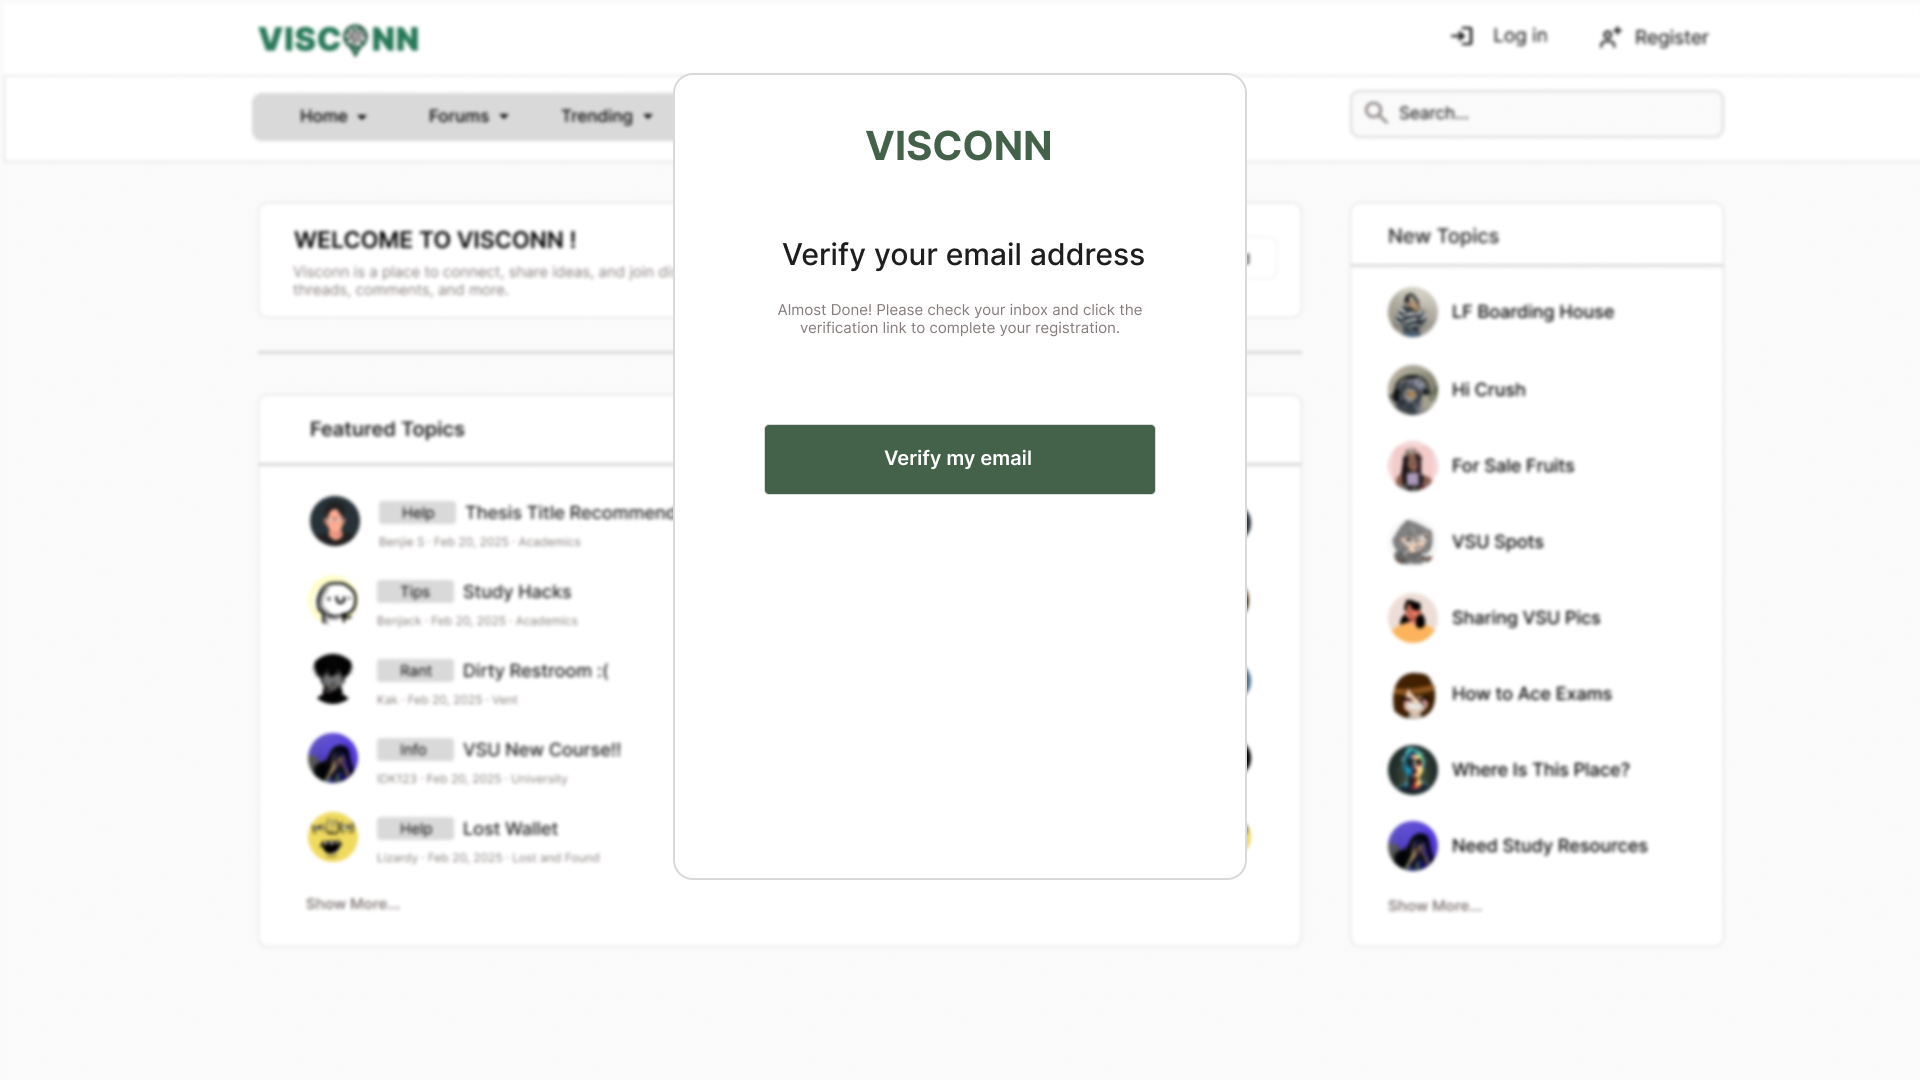 VISCONN
Log in
Register
Home
Forums
Trending
Search...
VISCONN
Verify your email address
Almost Done! Please check your inbox and click the
verification link to complete your registration.
Verify my email
WELCOME TO VISCONN !
Visconn is a place to connect, share ideas, and join
threads, comments, and more.
Featured Topics
Help Thesis Title Recommend
Benjie S · Feb 20, 2025 · Academics
Tips Study Hacks
Benjack · Feb 20, 2025 · Academics
Rant Dirty Restroom :(
Kak · Feb 20, 2025 · Vent
Info VSU New Course!!
IDK123 · Feb 20, 2025 · University
Help Lost Wallet
Lizardy · Feb 20, 2025 · Lost and Found
Show More...
New Topics
LF Boarding House
Hi Crush
For Sale Fruits
VSU Spots
Sharing VSU Pics
How to Ace Exams
Where Is This Place?
Need Study Resources
Show More...